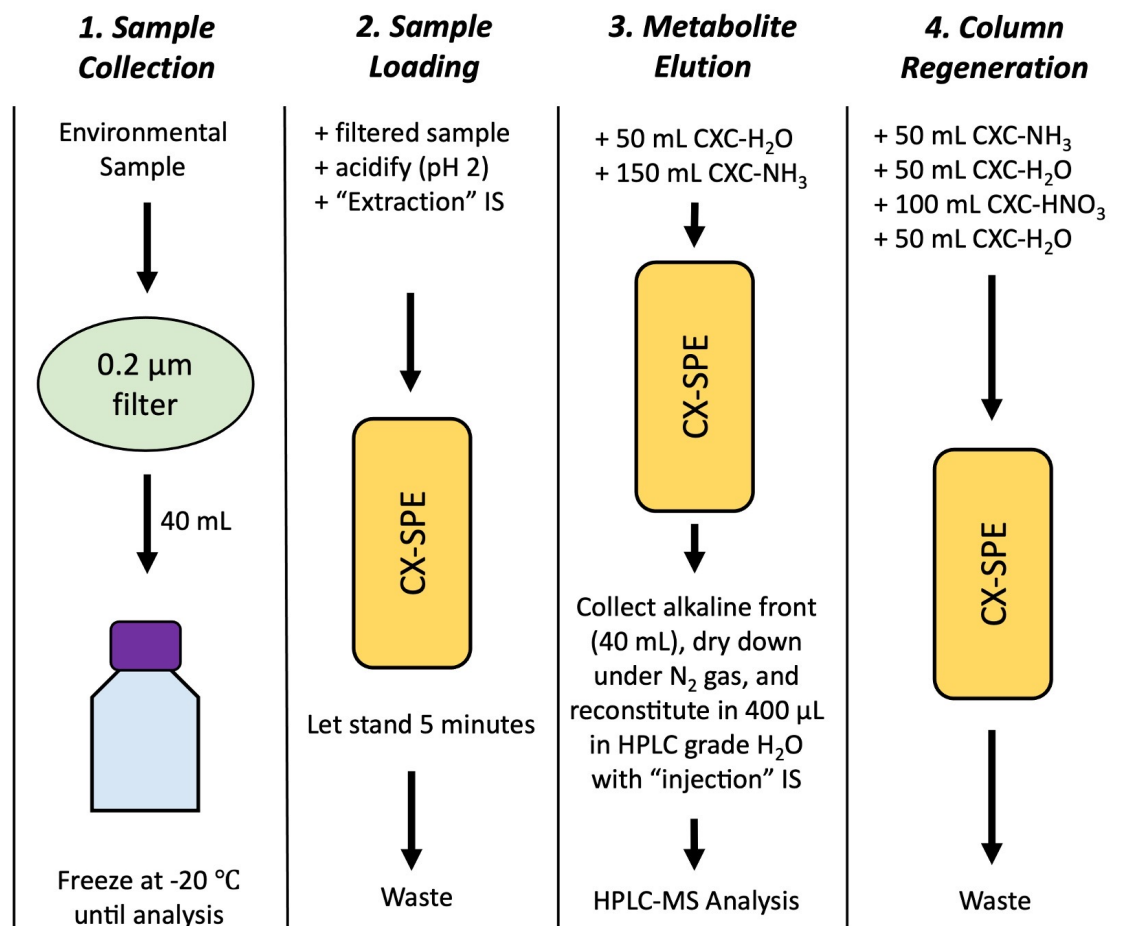 1. Sample
Collection
Environmental
Sample
0.2 µm
filter
40 mL
Freeze at -20 ℃
until analysis
2. Sample
Loading
+ filtered sample
+ acidify (pH 2)
+ “Extraction” IS
CX-SPE
Let stand 5 minutes
Waste
3. Metabolite
Elution
+ 50 mL CXC-H₂O
+ 150 mL CXC-NH₃
CX-SPE
Collect alkaline front
(40 mL), dry down
under N₂ gas, and
reconstitute in 400 µL
in HPLC grade H₂O
with “injection” IS
HPLC-MS Analysis
4. Column
Regeneration
+ 50 mL CXC-NH₃
+ 50 mL CXC-H₂O
+ 100 mL CXC-HNO₃
+ 50 mL CXC-H₂O
CX-SPE
Waste